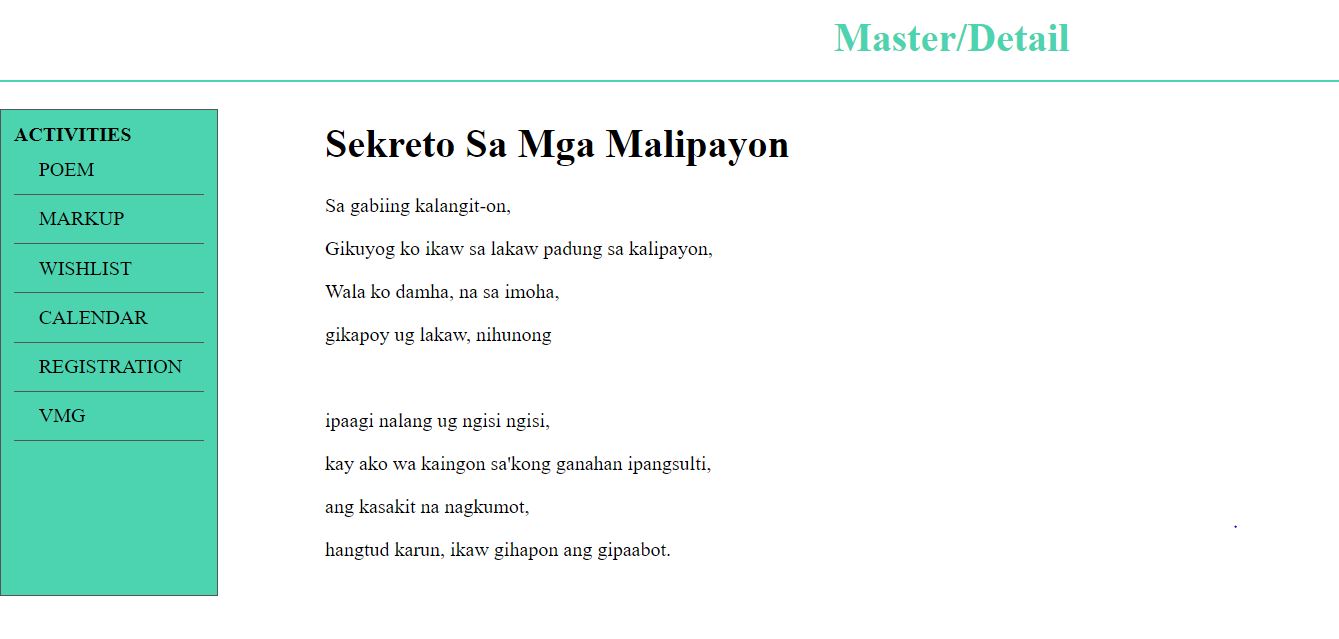 Master/Detail
ACTIVITIES
POEM
MARKUP
WISHLIST
CALENDAR
REGISTRATION
VMG
Sekreto Sa Mga Malipayon
Sa gabiing kalangit-on,
Gikuyog ko ikaw sa lakaw padung sa kalipayon,
Wala ko damha, na sa imoha,
gikapoy ug lakaw, nihunong
ipaagi nalang ug ngisi ngisi,
kay ako wa kaingon sa'kong ganahan ipangsulti,
ang kasakit na nagkumot,
hangtud karun, ikaw gihapon ang gipaabot.